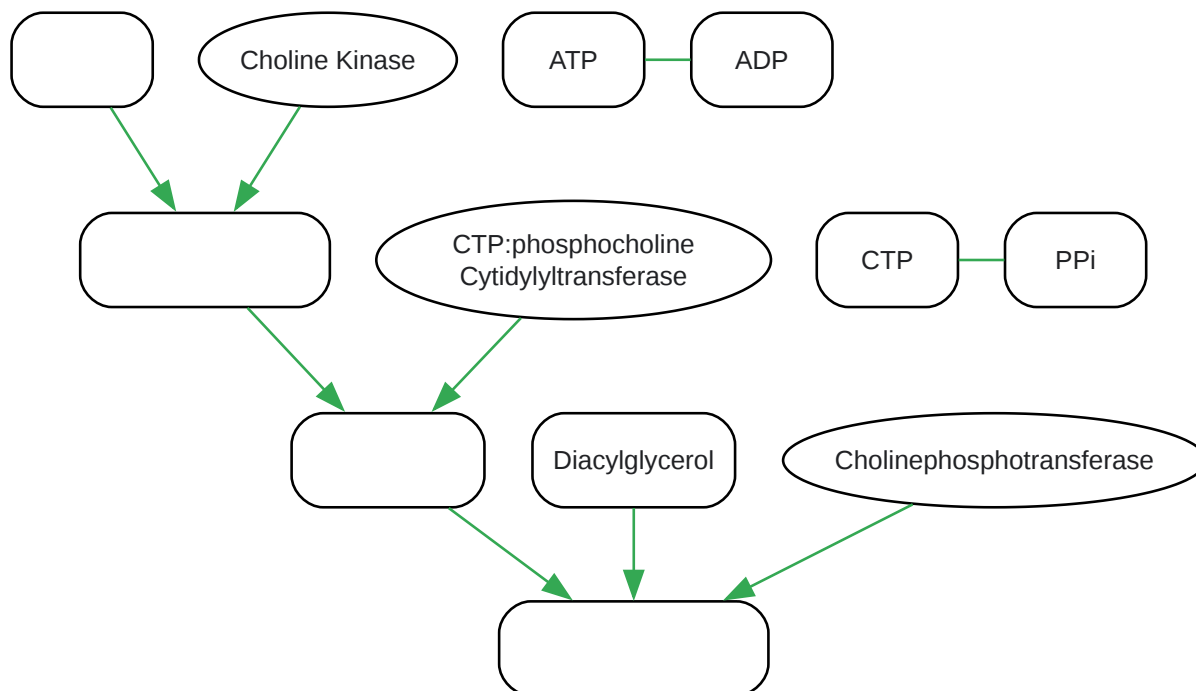 Choline Kinase
ATP
ADP
CTP:phosphocholine
Cytidylyltransferase
CTP
PPi
Diacylglycerol
Cholinephosphotransferase